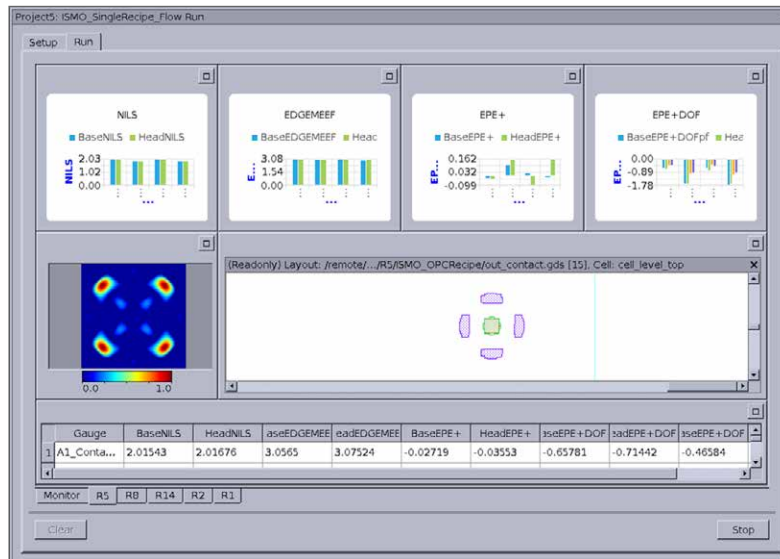 Project5: ISMO_SingleRecipe_Flow Run
Setup Run
NILS
BaseNILS HeadNILS
NILS
2.03
1.02
0.00
...
EDGEMEEF
BaseEDGEMEEF Heac
E...
3.08
1.54
0.00
...
EPE+
BaseEPE+ HeadEPE+
EP...
0.162
0.032
-0.099
...
EPE+DOF
BaseEPE+DOFpf Hea
EP...
0.00
-0.89
-1.78
...
0.0 1.0
(Readonly) Layout: /remote/.../R5/ISMO_OPCRecipe/out_contact.gds [15], Cell: cell_level_top
Gauge BaseNILS HeadNILS aseEDGEMEE eadEDGEMEE BaseEPE+ HeadEPE+ aseEPE+DOF eadEPE+DOF aseEPE+DOF
1 A1_Conta... 2.01543 2.01676 3.0565 3.07524 -0.02719 -0.03553 -0.65781 -0.71442 -0.46584
Monitor R5 R8 R14 R2 R1
Clear Stop